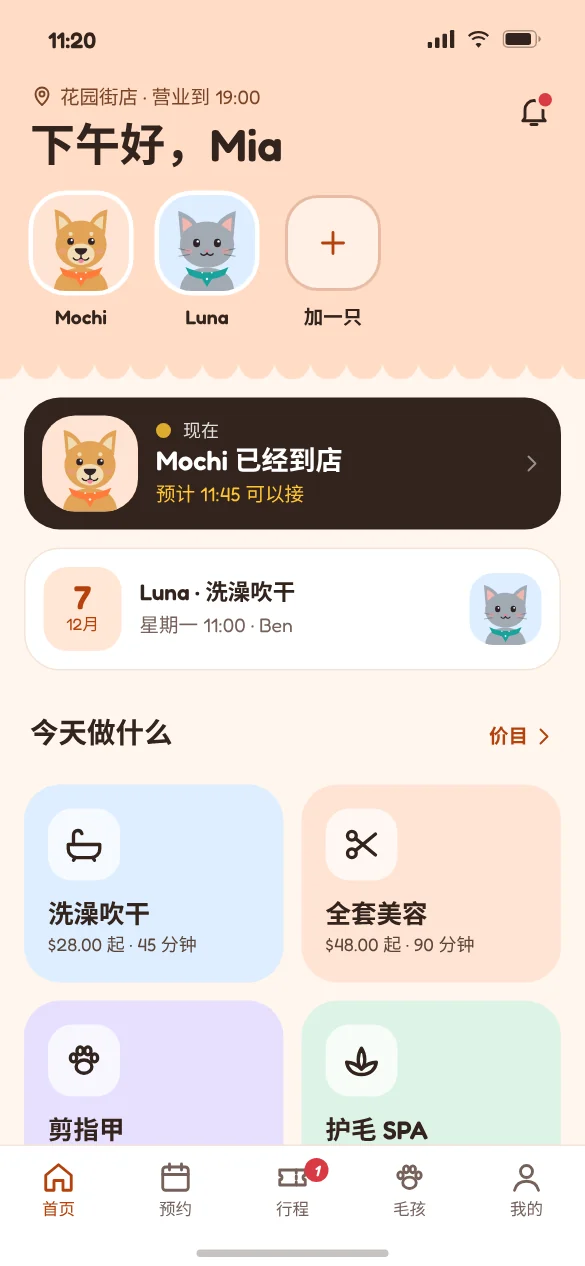 11:20
花园街店 · 营业到 19:00
下午好，Mia
Mochi
Luna
加一只
现在
Mochi 已经到店
预计 11:45 可以接
7
12月
Luna · 洗澡吹干
星期一 11:00 · Ben
今天做什么
价目
洗澡吹干
$28.00 起 · 45 分钟
全套美容
$48.00 起 · 90 分钟
剪指甲
护毛 SPA
1
首页
预约
行程
毛孩
我的